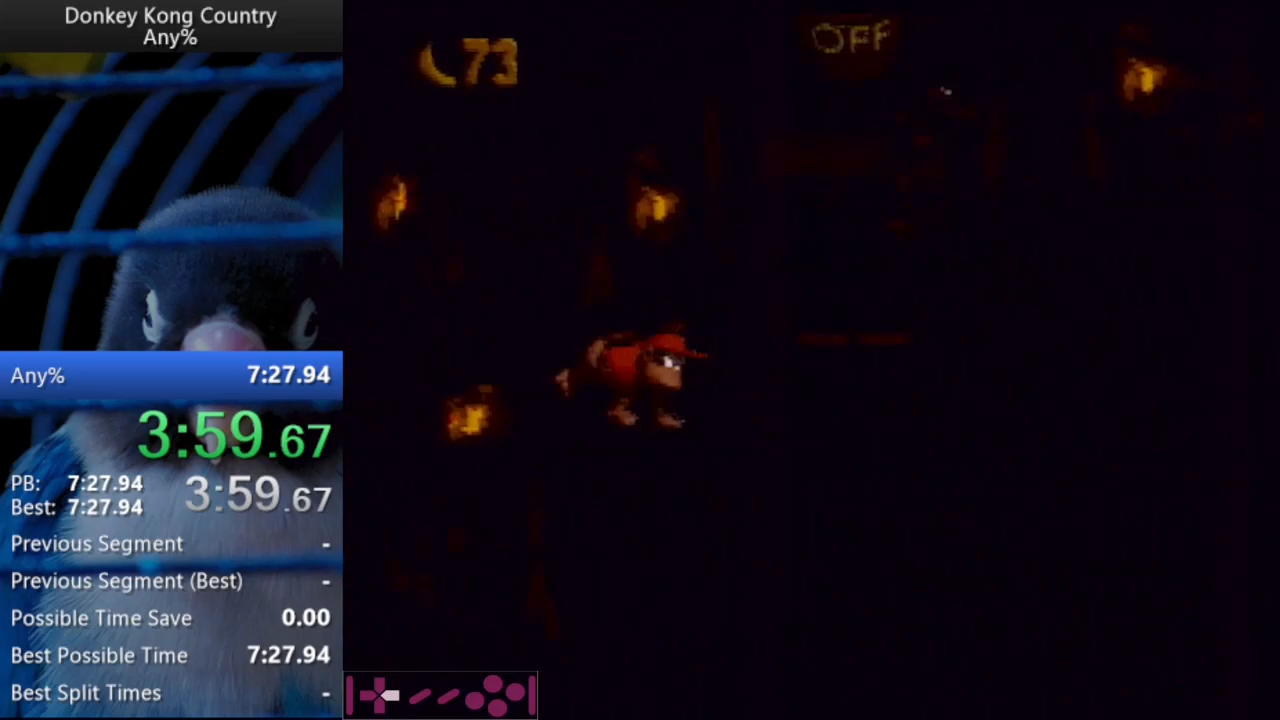 Donkey Kong Country
Any%
73
OFF
Any% 7:27.94
3:59.67
PB: 7:27.94
Best: 7:27.94
3:59.67
Previous Segment -
Previous Segment (Best) -
Possible Time Save 0.00
Best Possible Time 7:27.94
Best Split Times -